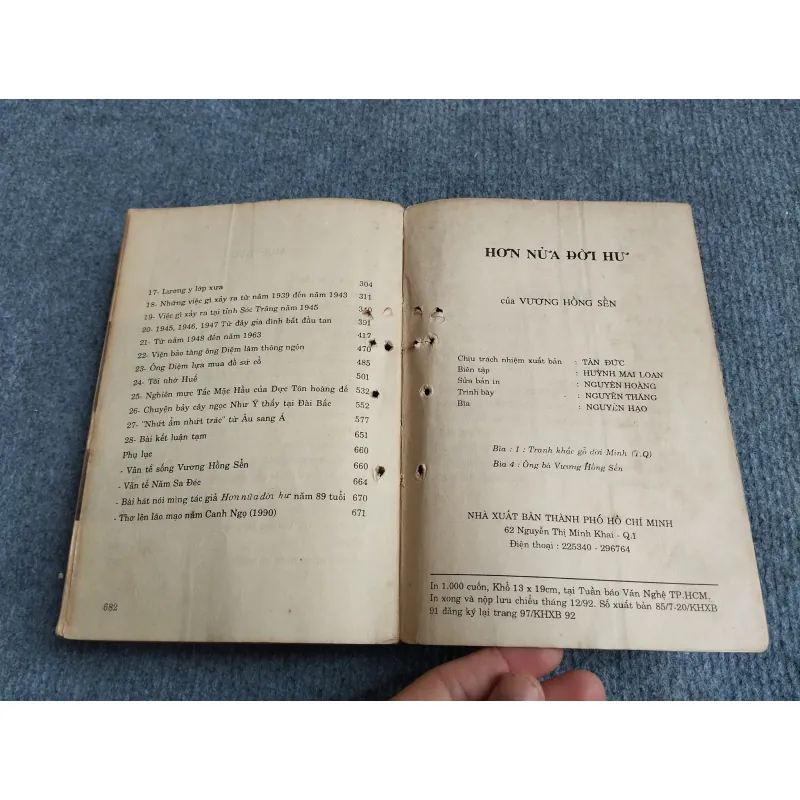 17- Lương y lớp xưa 304
18- Những việc gì xảy ra từ năm 1939 đến năm 1943 311
19- Việc gì xảy ra tại tỉnh Sóc Trăng năm 1945
20- 1945, 1946, 1947 Từ đây gia đình bắt đầu tan 391
21- Từ năm 1948 đến năm 1963 417
22- Viện bảo tàng ông Diệm làm thông ngôn 470
23- Ông Diệm lựa mua đồ sứ cổ 485
24- Tôi nhớ Huế 501
25- Nghiên mực Tắc Mặc Hầu của Dực Tôn hoàng đế 532
26- Chuyện bảy cây ngọc Như Ý thấy tại Đài Bắc 552
27- "Nhứt ẩm nhứt trác" từ Âu sang Á 577
28- Bài kết luận tạm 651
Phụ lục 660
- Văn tế sống Vương Hồng Sển 660
- Văn tế Năm Sa Đéc 664
- Bài hát nói mừng tác giả Hơn nửa đời hư năm 89 tuổi 670
- Thơ lên lão mạo năm Canh Ngọ (1990) 671
682
HƠN NỬA ĐỜI HƯ
của VƯƠNG HỒNG SỂN
Chịu trách nhiệm xuất bản : TÂN ĐỨC
Biên tập : HUỲNH MAI LOAN
Sửa bản in : NGUYỄN HOÀNG
Trình bày : NGUYÊN THÁNG
Bìa : NGUYÊN HẠO
Bìa : 1 : Tranh khắc gỗ đời Minh (T.Q)
Bìa 4 : Ông bà Vương Hồng Sển
NHÀ XUẤT BẢN THÀNH PHỐ HỒ CHÍ MINH
62 Nguyễn Thị Minh Khai - Q.1
Điện thoại : 225340 - 296764
In 1.000 cuốn, Khổ 13 x 19cm, tại Tuần báo Văn Nghệ TP.HCM.
In xong và nộp lưu chiểu tháng 12/92. Số xuất bản 85/7-20/KHXB
91 đăng ký lại trang 97/KHXB 92